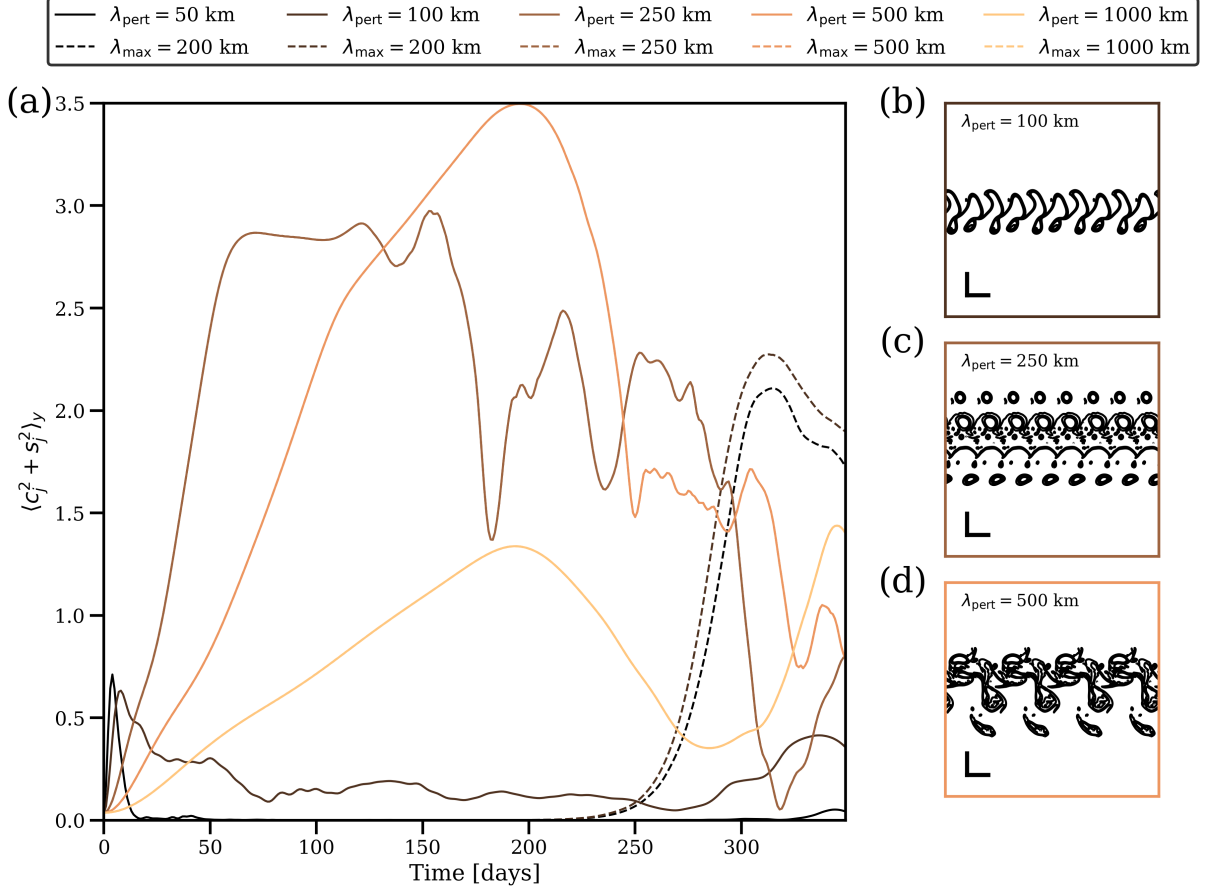 λpert = 50 km λpert = 100 km λpert = 250 km λpert = 500 km λpert = 1000 km
λmax = 200 km λmax = 200 km λmax = 250 km λmax = 500 km λmax = 1000 km
(a)
3.5
3.0
2.5
2.0
1.5
1.0
0.5
0.0
⟨c_j^2 + s_j^2⟩_y
0 50 100 150 200 250 300
Time [days]
(b)
λpert = 100 km
(c)
λpert = 250 km
(d)
λpert = 500 km